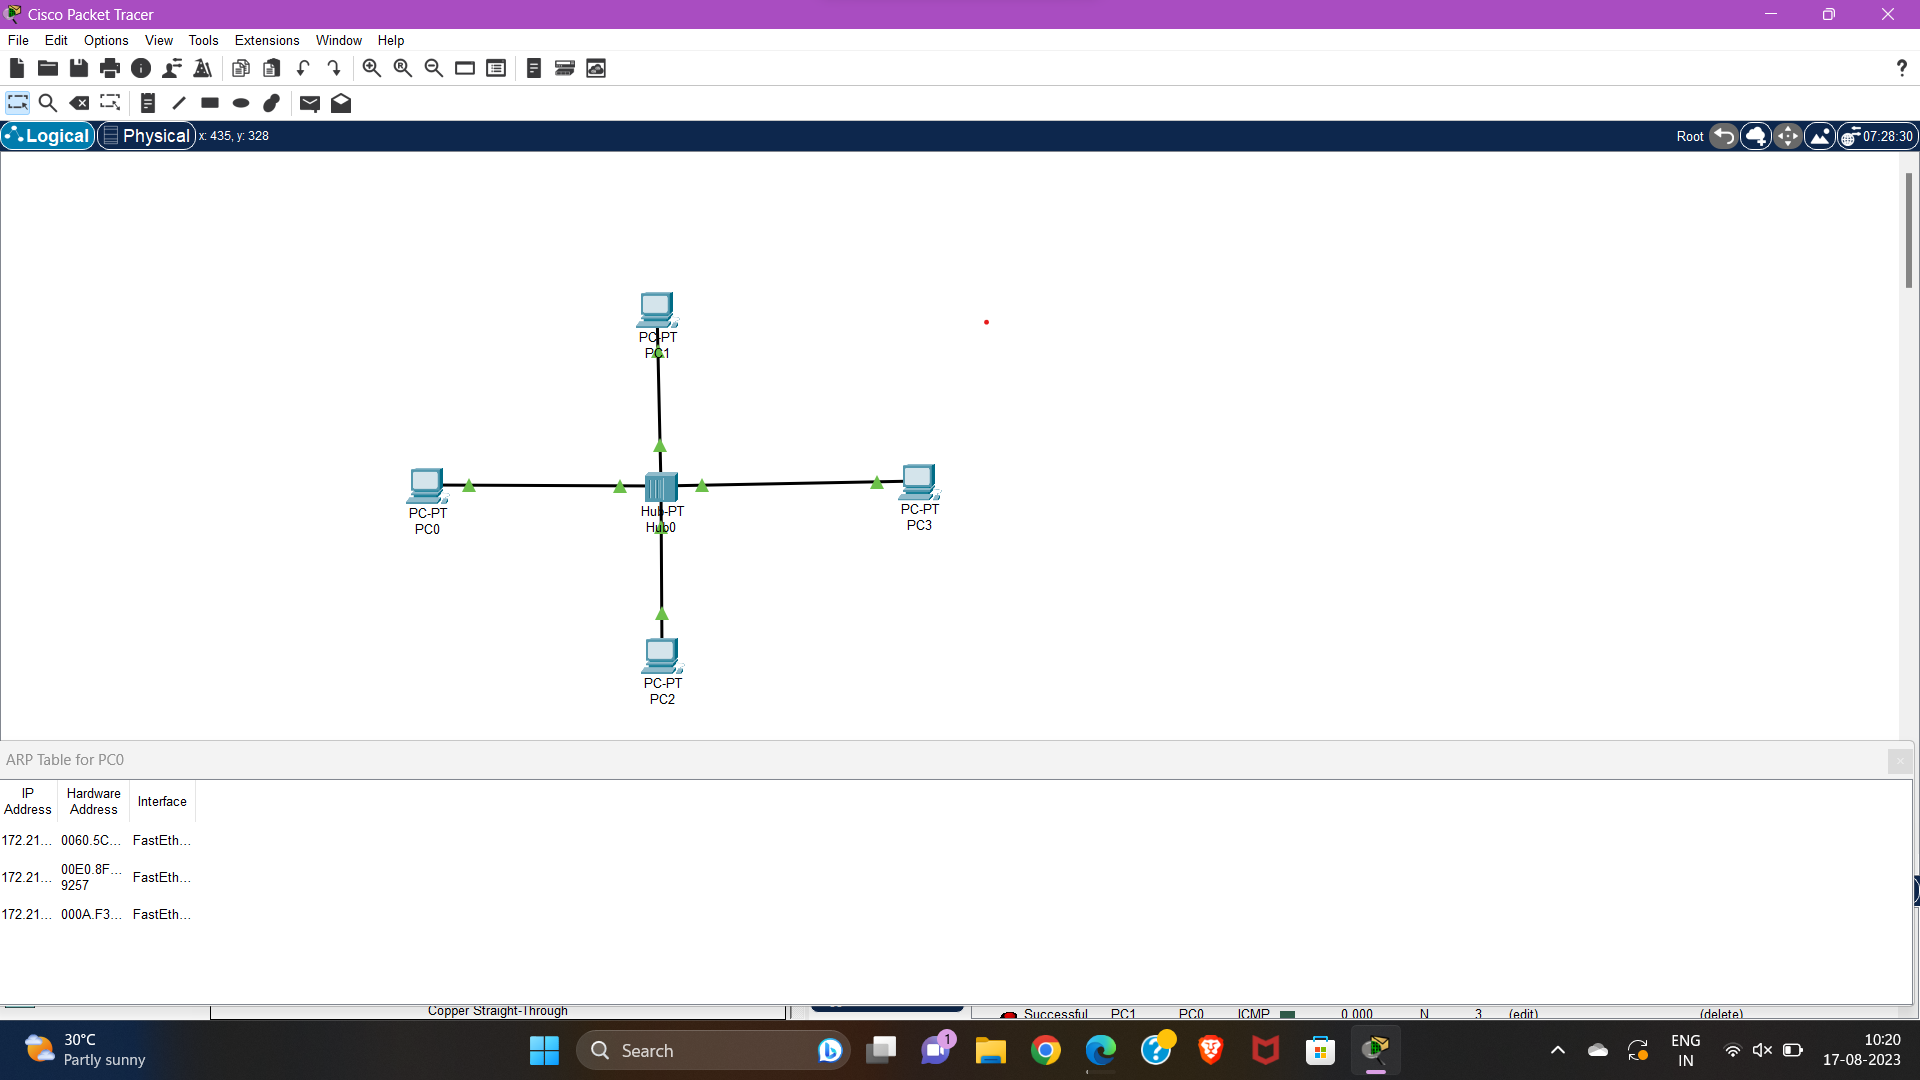 Cisco Packet Tracer
File Edit Options View Tools Extensions Window Help
?
Logical Physical x: 435, y: 328 Root 07:28:30
PC-PT
PC1
PC-PT
PC0
Hub-PT
Hub0
PC-PT
PC3
PC-PT
PC2
ARP Table for PC0
IP Address Hardware Address Interface
172.21... 0060.5C... FastEth...
172.21... 00E0.8F... 9257 FastEth...
172.21... 000A.F3... FastEth...
Copper Straight-Through
Successful PC1 PC0 ICMP 0.000 N 3 (edit) (delete)
30°C
Partly sunny
Search
1
ENG
IN
10:20
17-08-2023